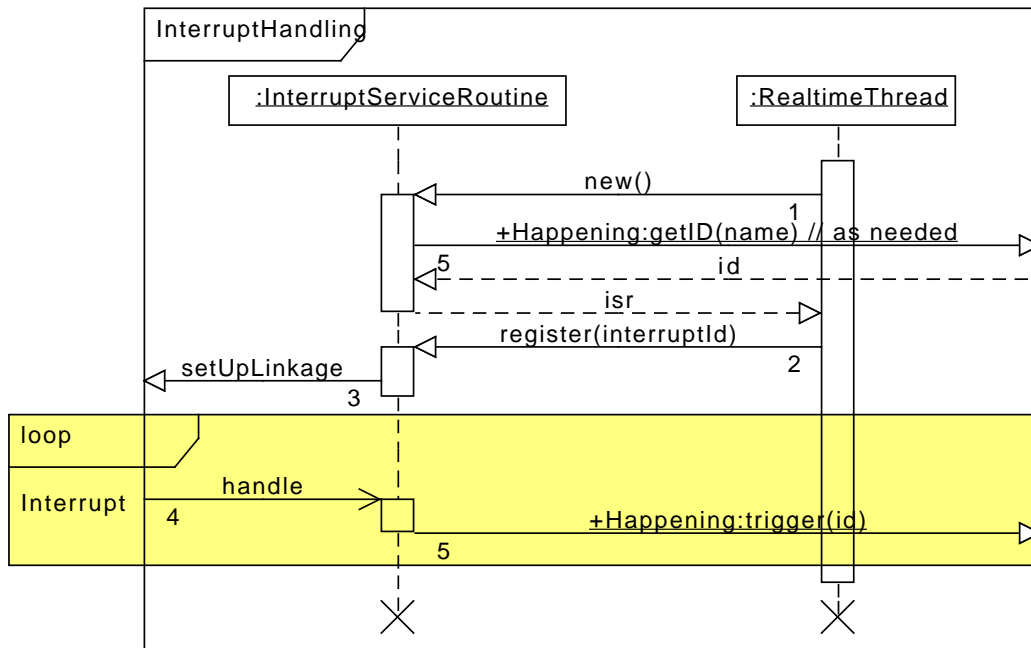 InterruptHandling
:InterruptServiceRoutine
:RealtimeThread
new()
1
+Happening:getID(name) // as needed
5
id
isr
register(interruptId)
2
setUpLinkage
3
loop
Interrupt
handle
4
+Happening:trigger(id)
5